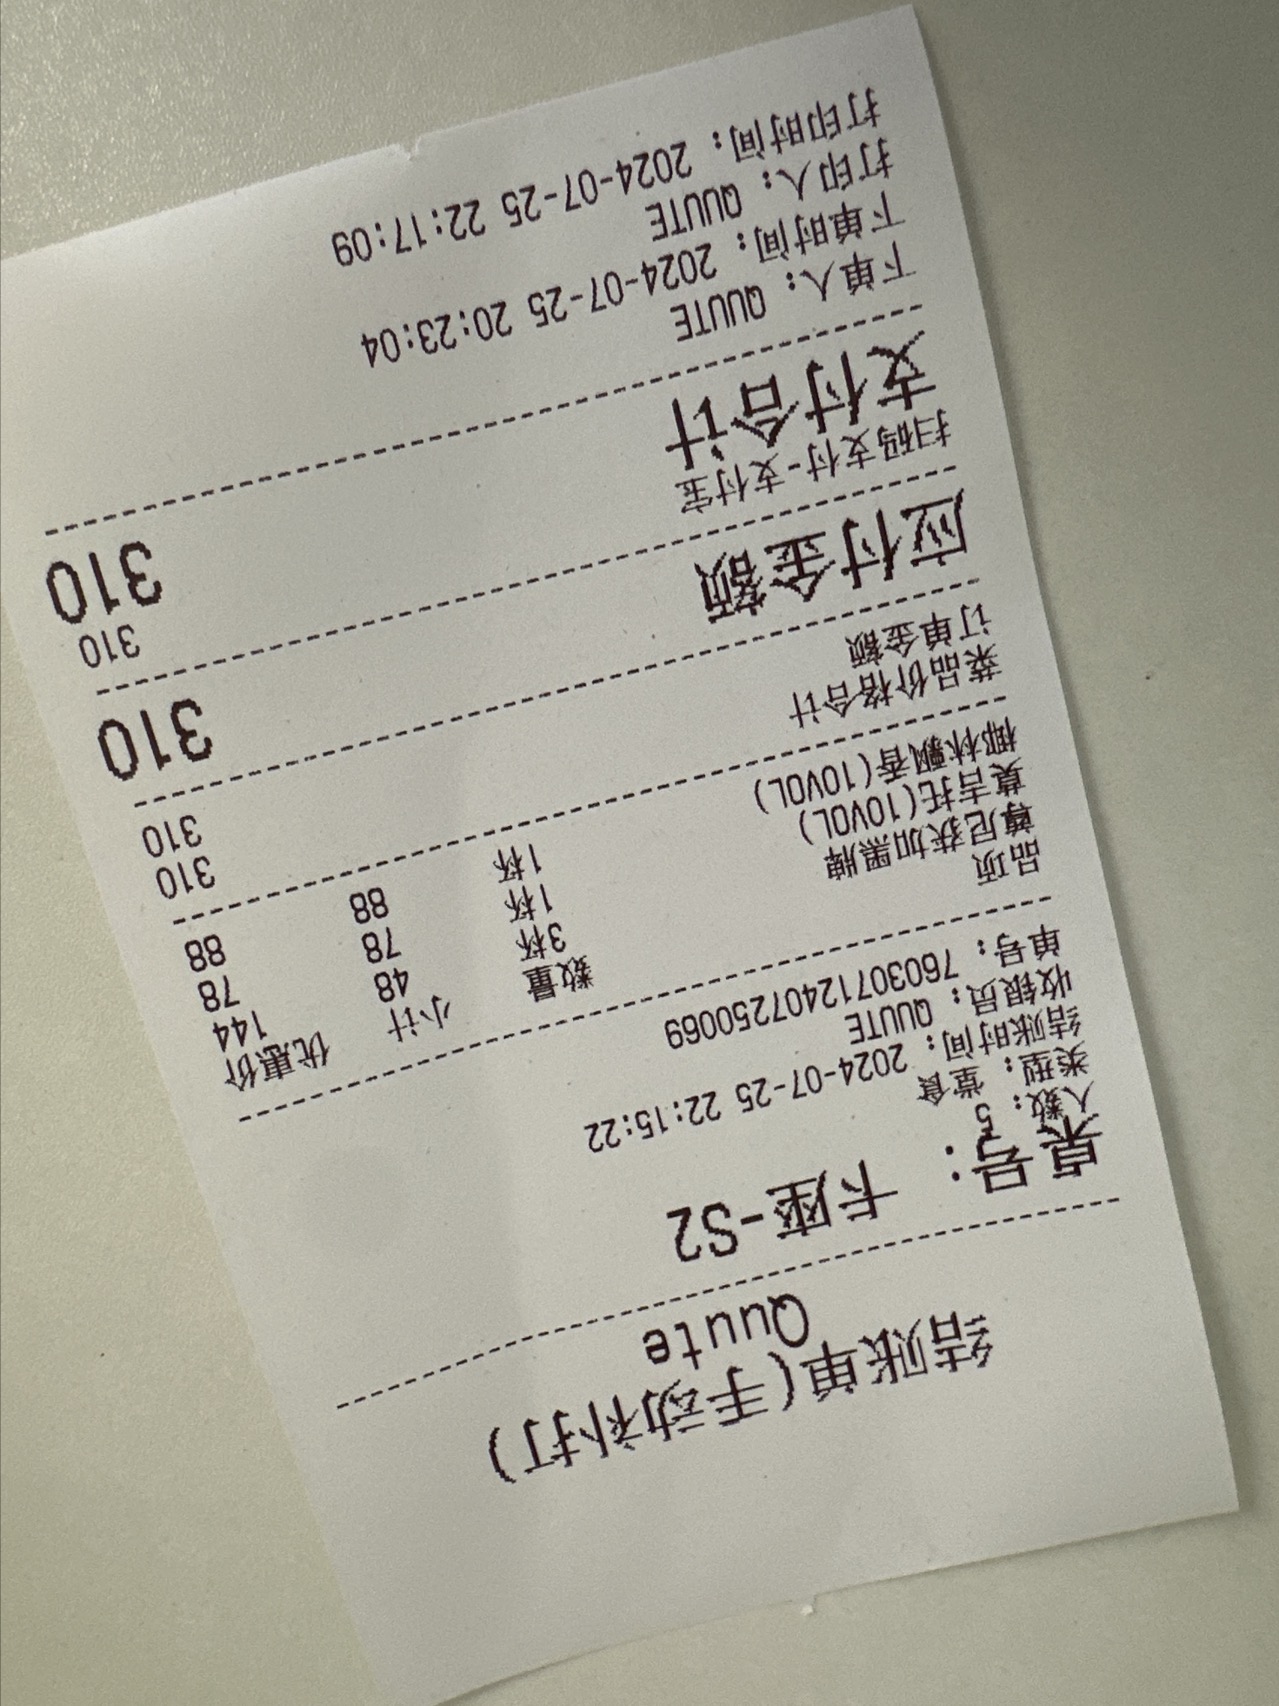 结账单(手动补打)
Quute
桌号: 卡座-S2
人数: 5
类型: 堂食
结账时间: 2024-07-25 22:15:22
收银员: QUUTE
单号: 76030712407250069
品项 数量 小计 优惠价
尊尼获加黑牌 3杯 48 144
莫吉托(10VOL) 1杯 78 78
椰林飘香(10VOL) 1杯 88 88
菜品价格合计 310
订单金额 310
应付金额 310
扫码支付-支付宝 310
支付合计 310
下单人: QUUTE
下单时间: 2024-07-25 20:23:04
打印人: QUUTE
打印时间: 2024-07-25 22:17:09